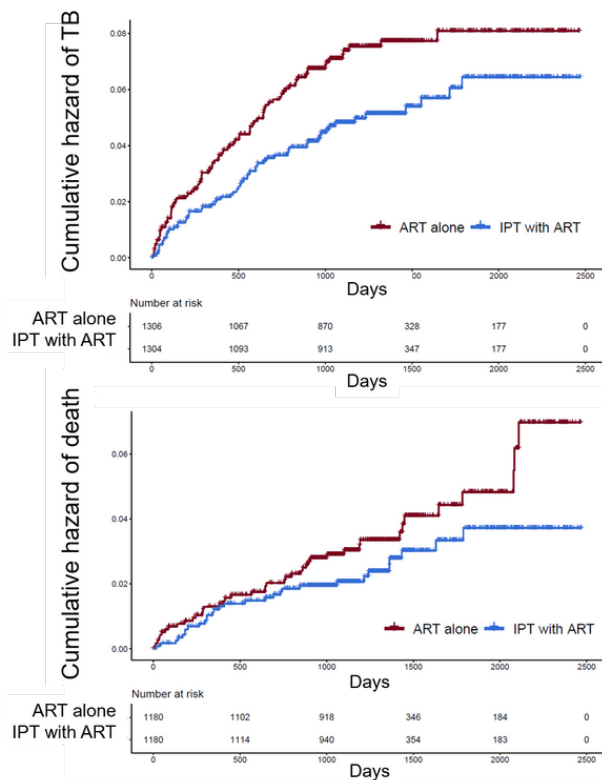 Cumulative hazard of TB
0.08
0.06
0.04
0.02
0.00
ART alone IPT with ART
0 500 1000 00 2000 2500
Days
Number at risk
ART alone 1306 1067 870 328 177 0
IPT with ART 1304 1093 913 347 177 0
0 500 1000 1500 2000 2500
Days
Cumulative hazard of death
0.06
0.04
0.02
0.00
ART alone IPT with ART
0 500 1000 1500 2000 2500
Days
Number at risk
ART alone 1180 1102 918 346 184 0
IPT with ART 1180 1114 940 354 183 0
0 500 1000 1500 2000 2500
Days